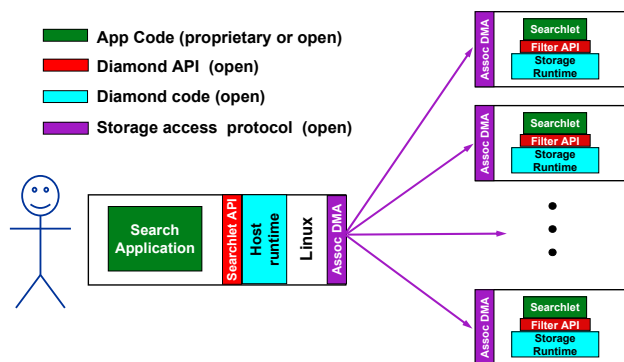 App Code (proprietary or open)
Diamond API (open)
Diamond code (open)
Storage access protocol (open)
Search
Application
Searchlet API
Host
runtime
Linux
Assoc DMA
Assoc DMA
Searchlet
Filter API
Storage
Runtime
Assoc DMA
Searchlet
Filter API
Storage
Runtime
Assoc DMA
Searchlet
Filter API
Storage
Runtime